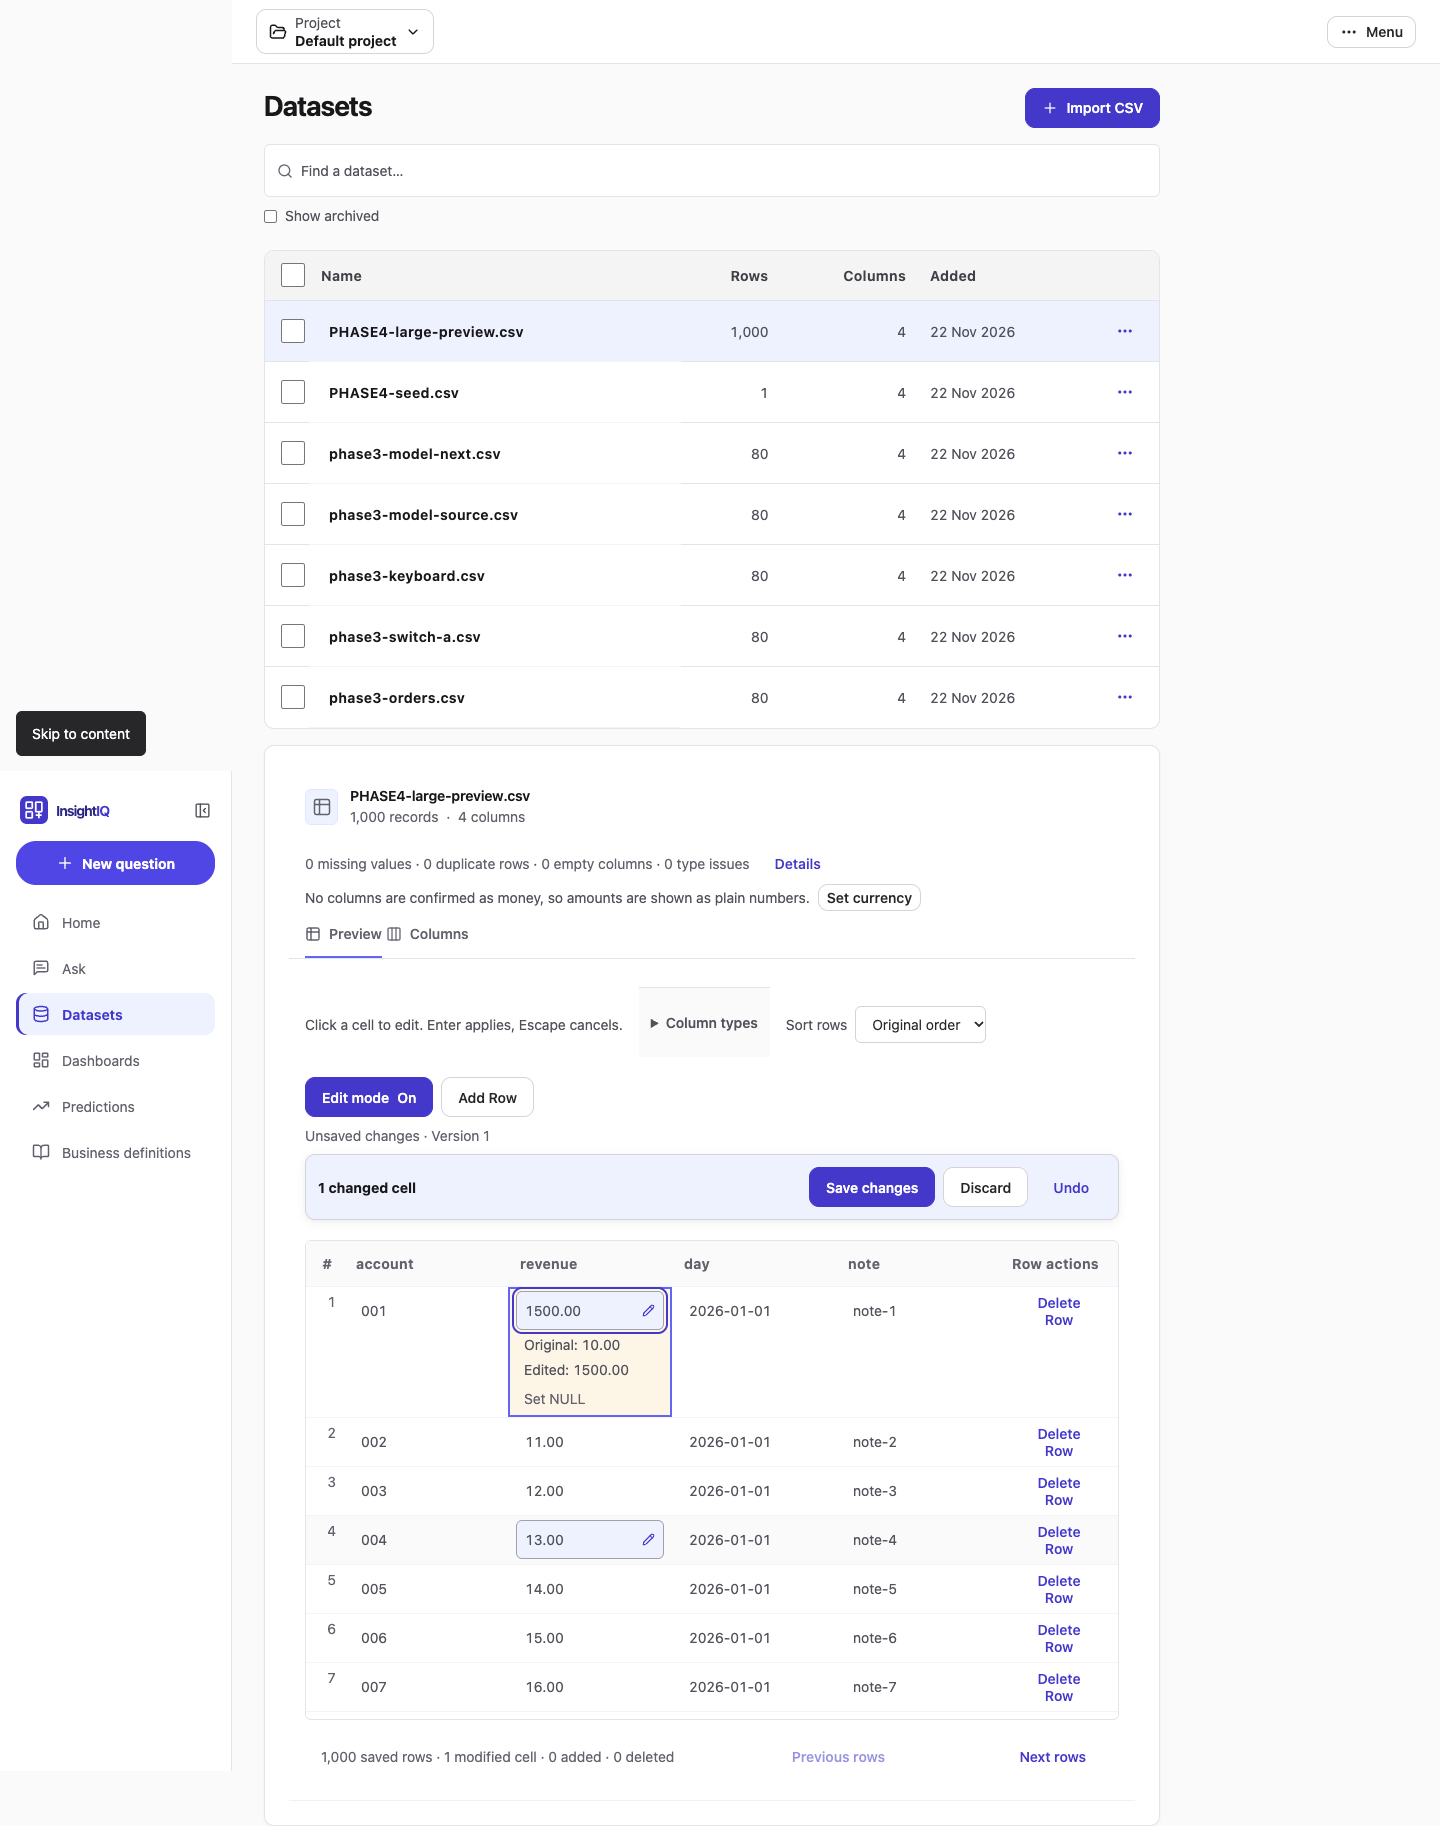 Project
Default project
Menu
Datasets
Import CSV
Find a dataset...
Show archived
Name Rows Columns Added
PHASE4-large-preview.csv 1,000 4 22 Nov 2026
PHASE4-seed.csv 1 4 22 Nov 2026
phase3-model-next.csv 80 4 22 Nov 2026
phase3-model-source.csv 80 4 22 Nov 2026
phase3-keyboard.csv 80 4 22 Nov 2026
phase3-switch-a.csv 80 4 22 Nov 2026
phase3-orders.csv 80 4 22 Nov 2026
Skip to content
InsightIQ
New question
Home
Ask
Datasets
Dashboards
Predictions
Business definitions
PHASE4-large-preview.csv
1,000 records · 4 columns
0 missing values · 0 duplicate rows · 0 empty columns · 0 type issues Details
No columns are confirmed as money, so amounts are shown as plain numbers. Set currency
Preview Columns
Click a cell to edit. Enter applies, Escape cancels. Column types Sort rows Original order
Edit mode On Add Row
Unsaved changes · Version 1
1 changed cell Save changes Discard Undo
# account revenue day note Row actions
1 001 1500.00 2026-01-01 note-1 Delete Row
Original: 10.00
Edited: 1500.00
Set NULL
2 002 11.00 2026-01-01 note-2 Delete Row
3 003 12.00 2026-01-01 note-3 Delete Row
4 004 13.00 2026-01-01 note-4 Delete Row
5 005 14.00 2026-01-01 note-5 Delete Row
6 006 15.00 2026-01-01 note-6 Delete Row
7 007 16.00 2026-01-01 note-7 Delete Row
1,000 saved rows · 1 modified cell · 0 added · 0 deleted Previous rows Next rows